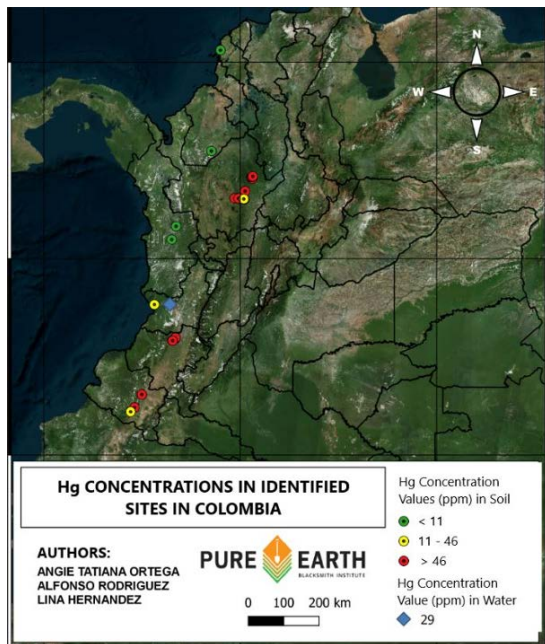 N
W
E
S
Hg CONCENTRATIONS IN IDENTIFIED
SITES IN COLOMBIA
AUTHORS:
ANGIE TATIANA ORTEGA
ALFONSO RODRIGUEZ
LINA HERNANDEZ
PURE EARTH
BLACKSMITH INSTITUTE
0 100 200 km
Hg Concentration
Values (ppm) in Soil
< 11
11 - 46
> 46
Hg Concentration
Value (ppm) in Water
29